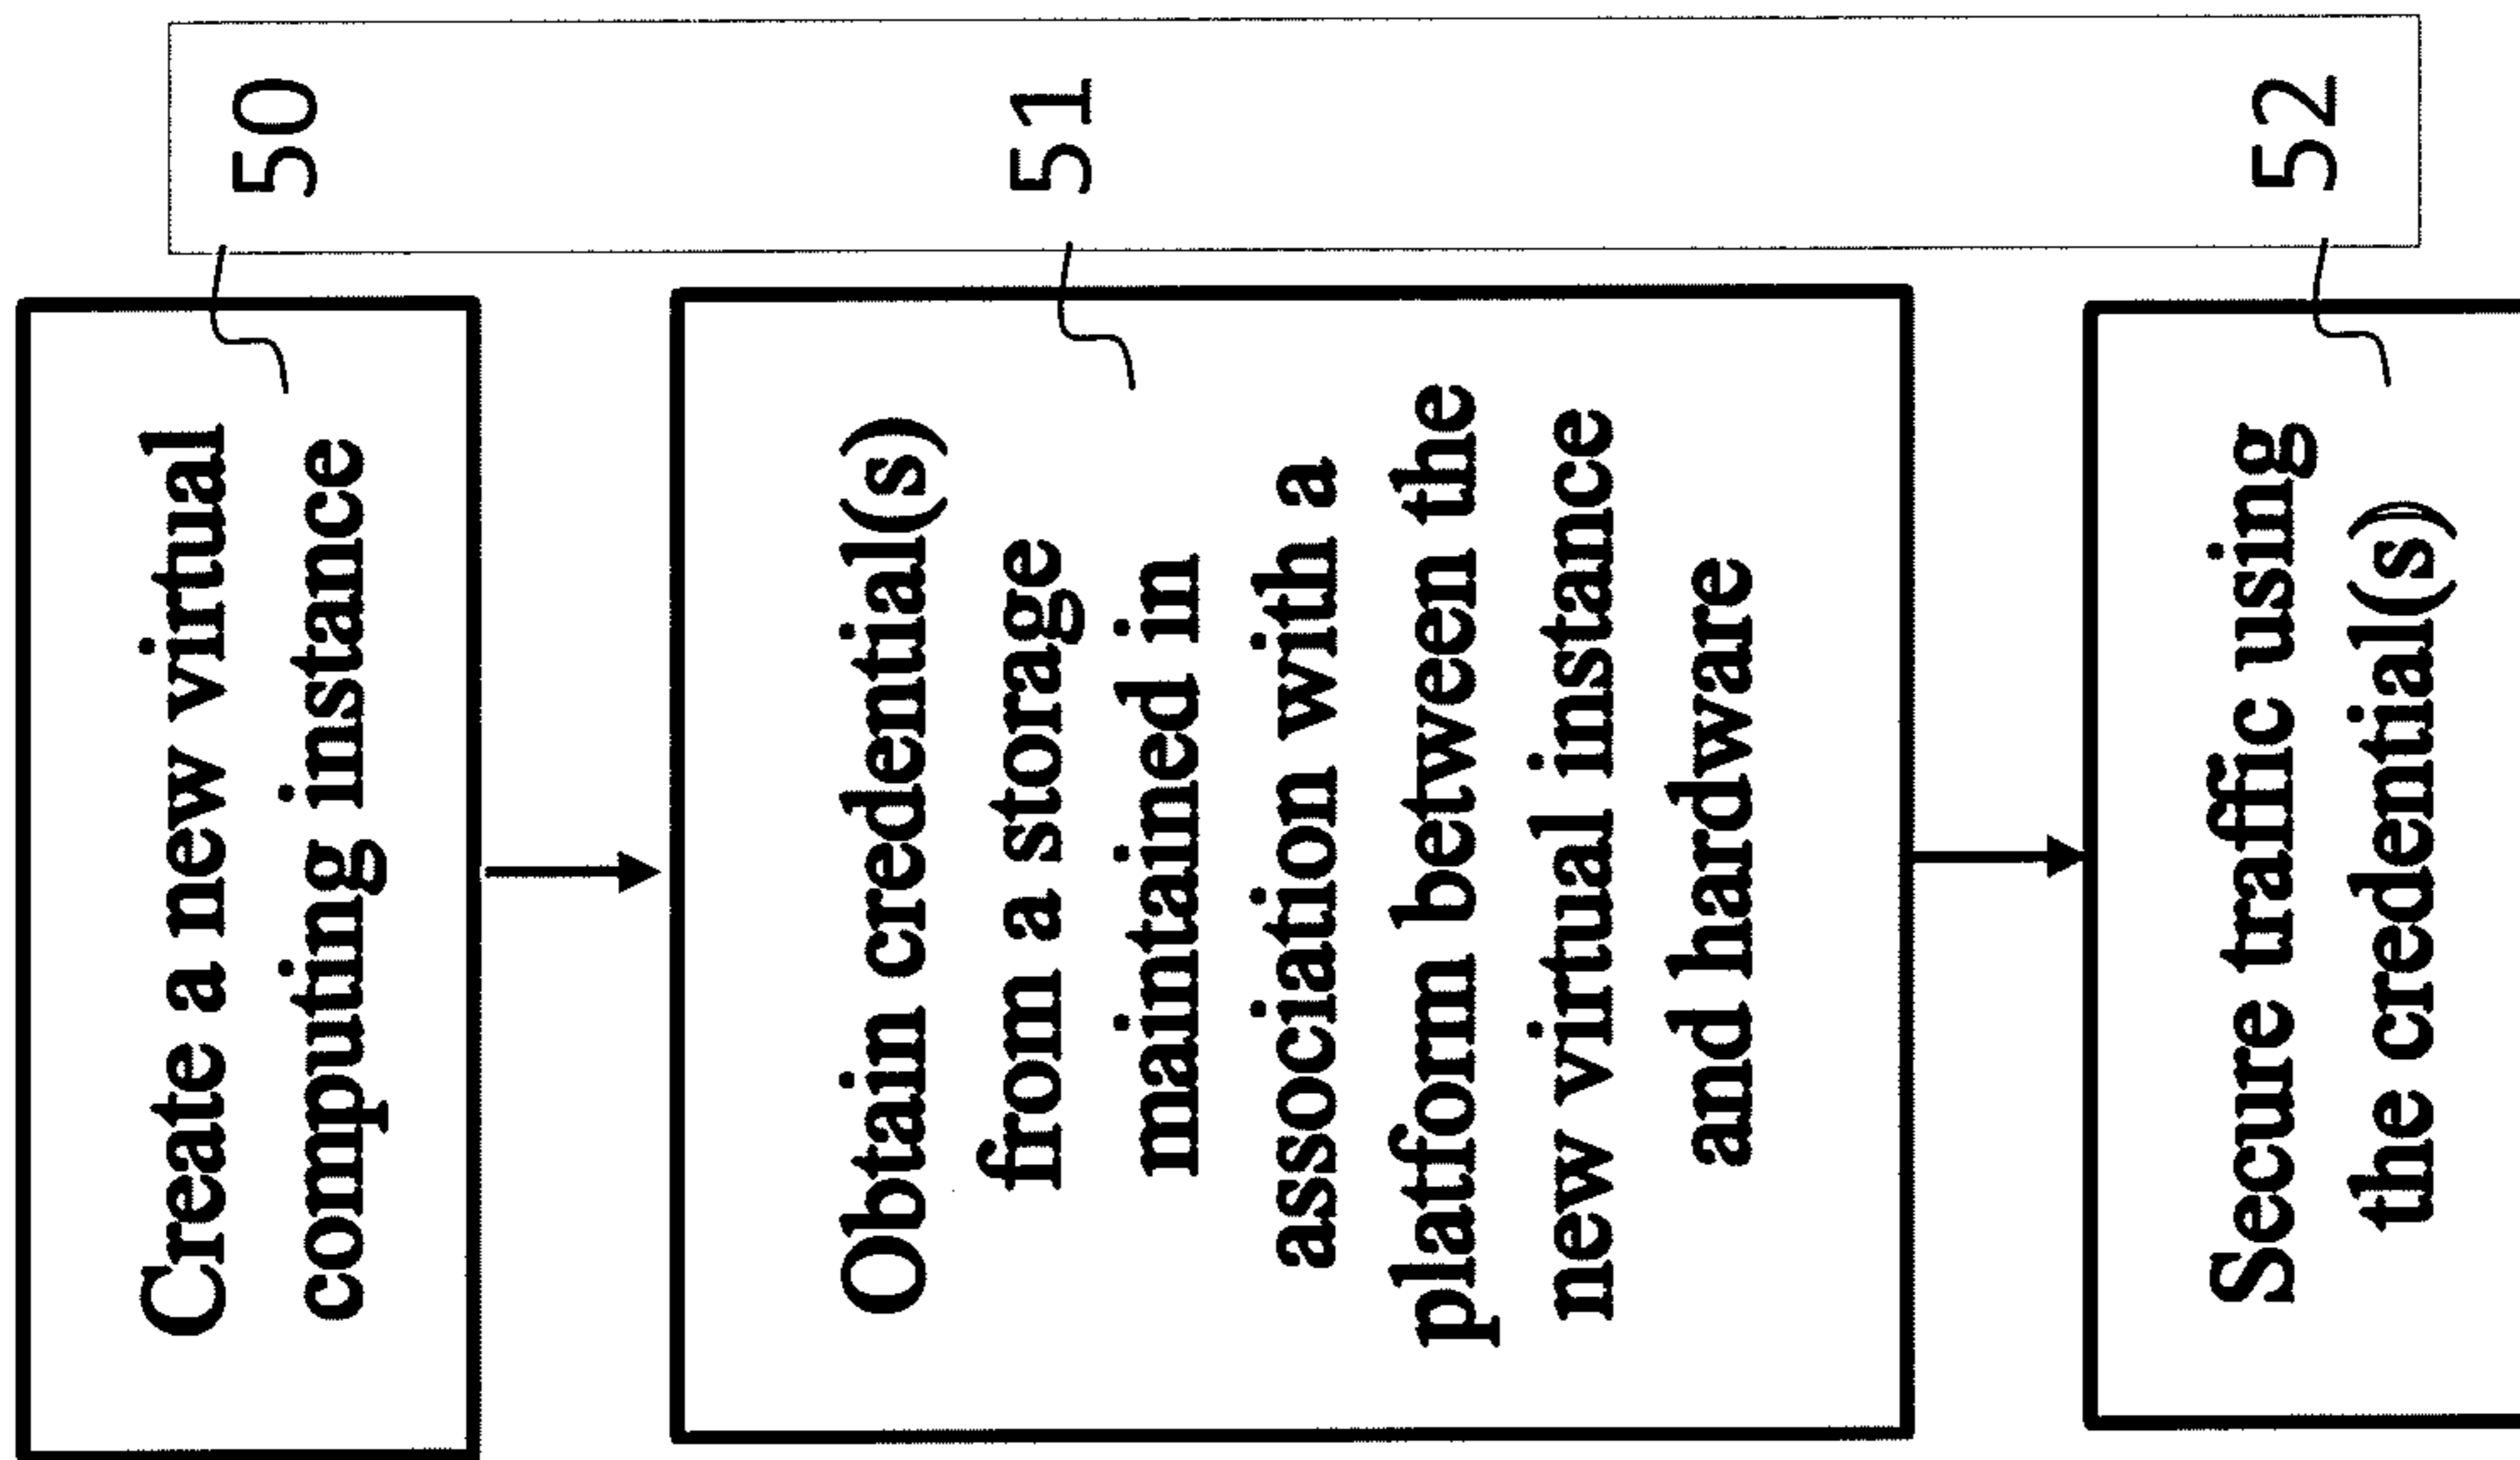 Create a new virtual
computing instance
50
Obtain credential(s)
from a storage
maintained in
association with a
platform between the
new virtual instance
and hardware
51
Secure traffic using
the credential(s)
52